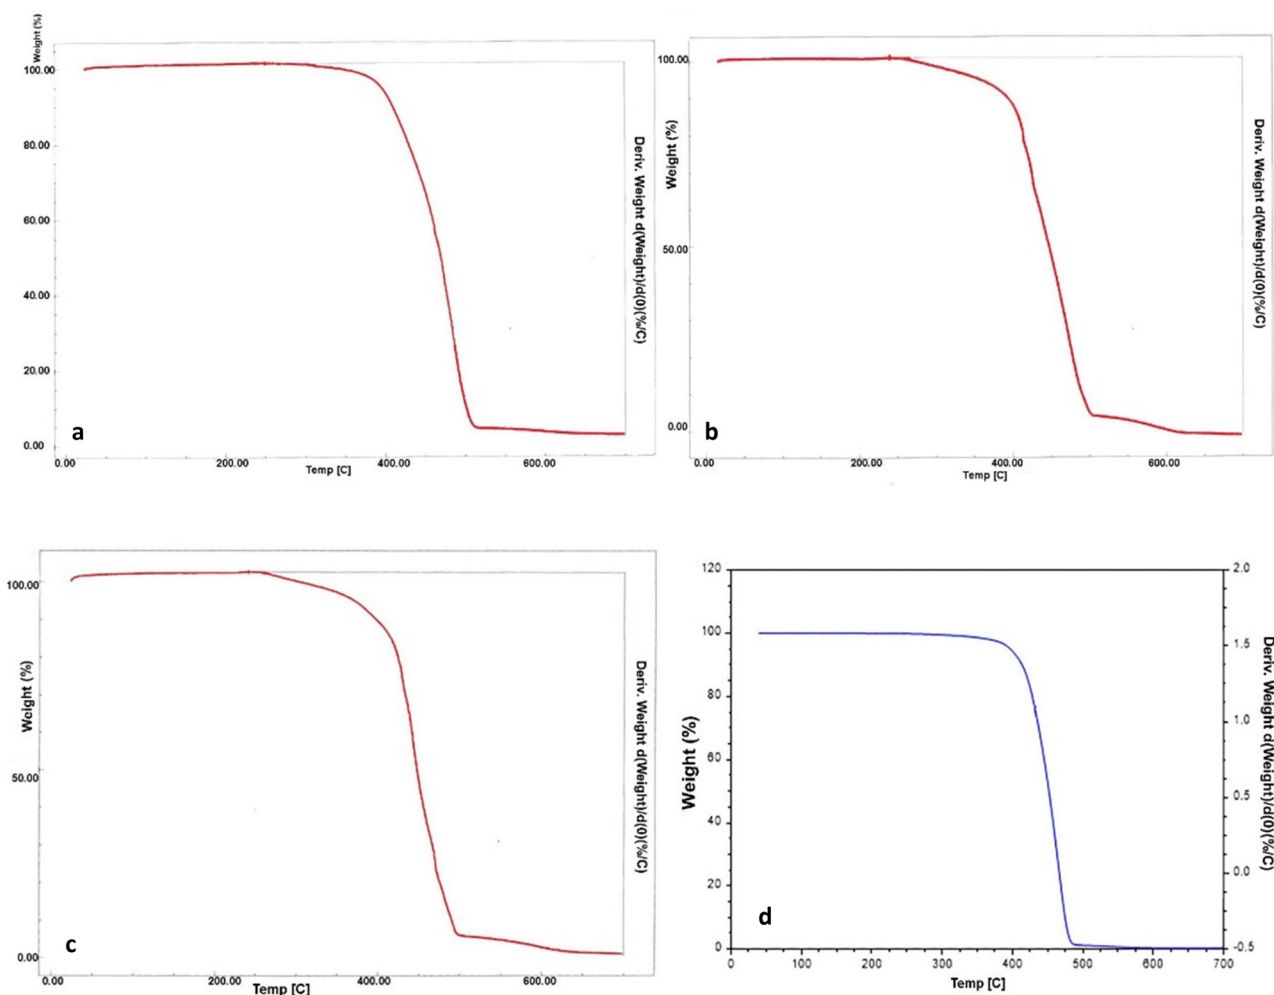 Weight (%)
100.00
80.00
60.00
40.00
20.00
0.00
a
0.00
200.00
400.00
600.00
Temp [C]
Deriv. Weight d(Weight)/d(0)(%/C)
100.00
Weight (%)
50.00
0.00
b
0.00
200.00
400.00
600.00
Temp [C]
Deriv. Weight d(Weight)/d(0)(%/C)
100.00
Weight (%)
50.00
0.00
c
0.00
200.00
400.00
600.00
Temp [C]
Deriv. Weight d(Weight)/d(0)(%/C)
120
100
80
60
40
20
0
Weight (%)
d
0
100
200
300
400
500
600
700
Temp [C]
2.0
1.5
1.0
0.5
0.0
-0.5
Deriv. Weight d(Weight)/d(0)(%/C)